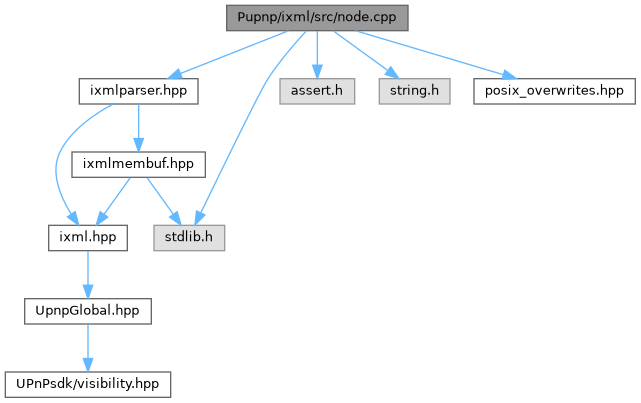 Pupnp/ixml/src/node.cpp
ixmlparser.hpp
assert.h
string.h
posix_overwrites.hpp
ixmlmembuf.hpp
ixml.hpp
stdlib.h
UpnpGlobal.hpp
UPnPsdk/visibility.hpp